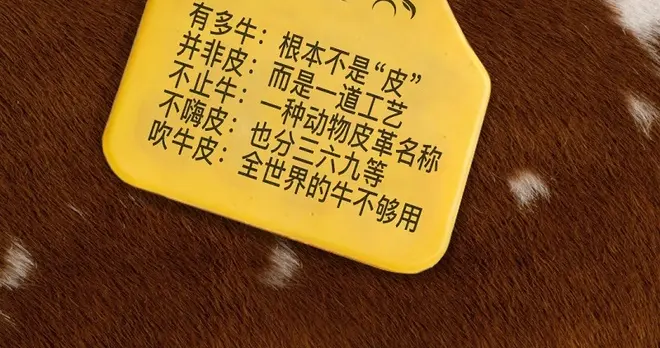 有多牛：根本不是“皮”
并非皮：而是一道工艺
不止牛：一种动物皮革名称
不嗨皮：也分三六九等
吹牛皮：全世界的牛不够用